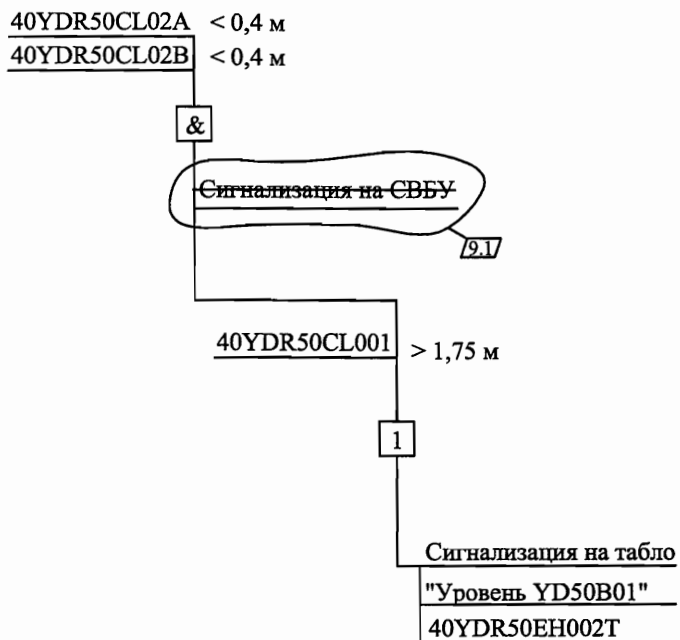 40YDR50CL02A < 0,4 м
40YDR50CL02B < 0,4 м
&
Сигнализация на СВБУ
9.1
40YDR50CL001 > 1,75 м
1
Сигнализация на табло
"Уровень YD50B01"
40YDR50EH002T